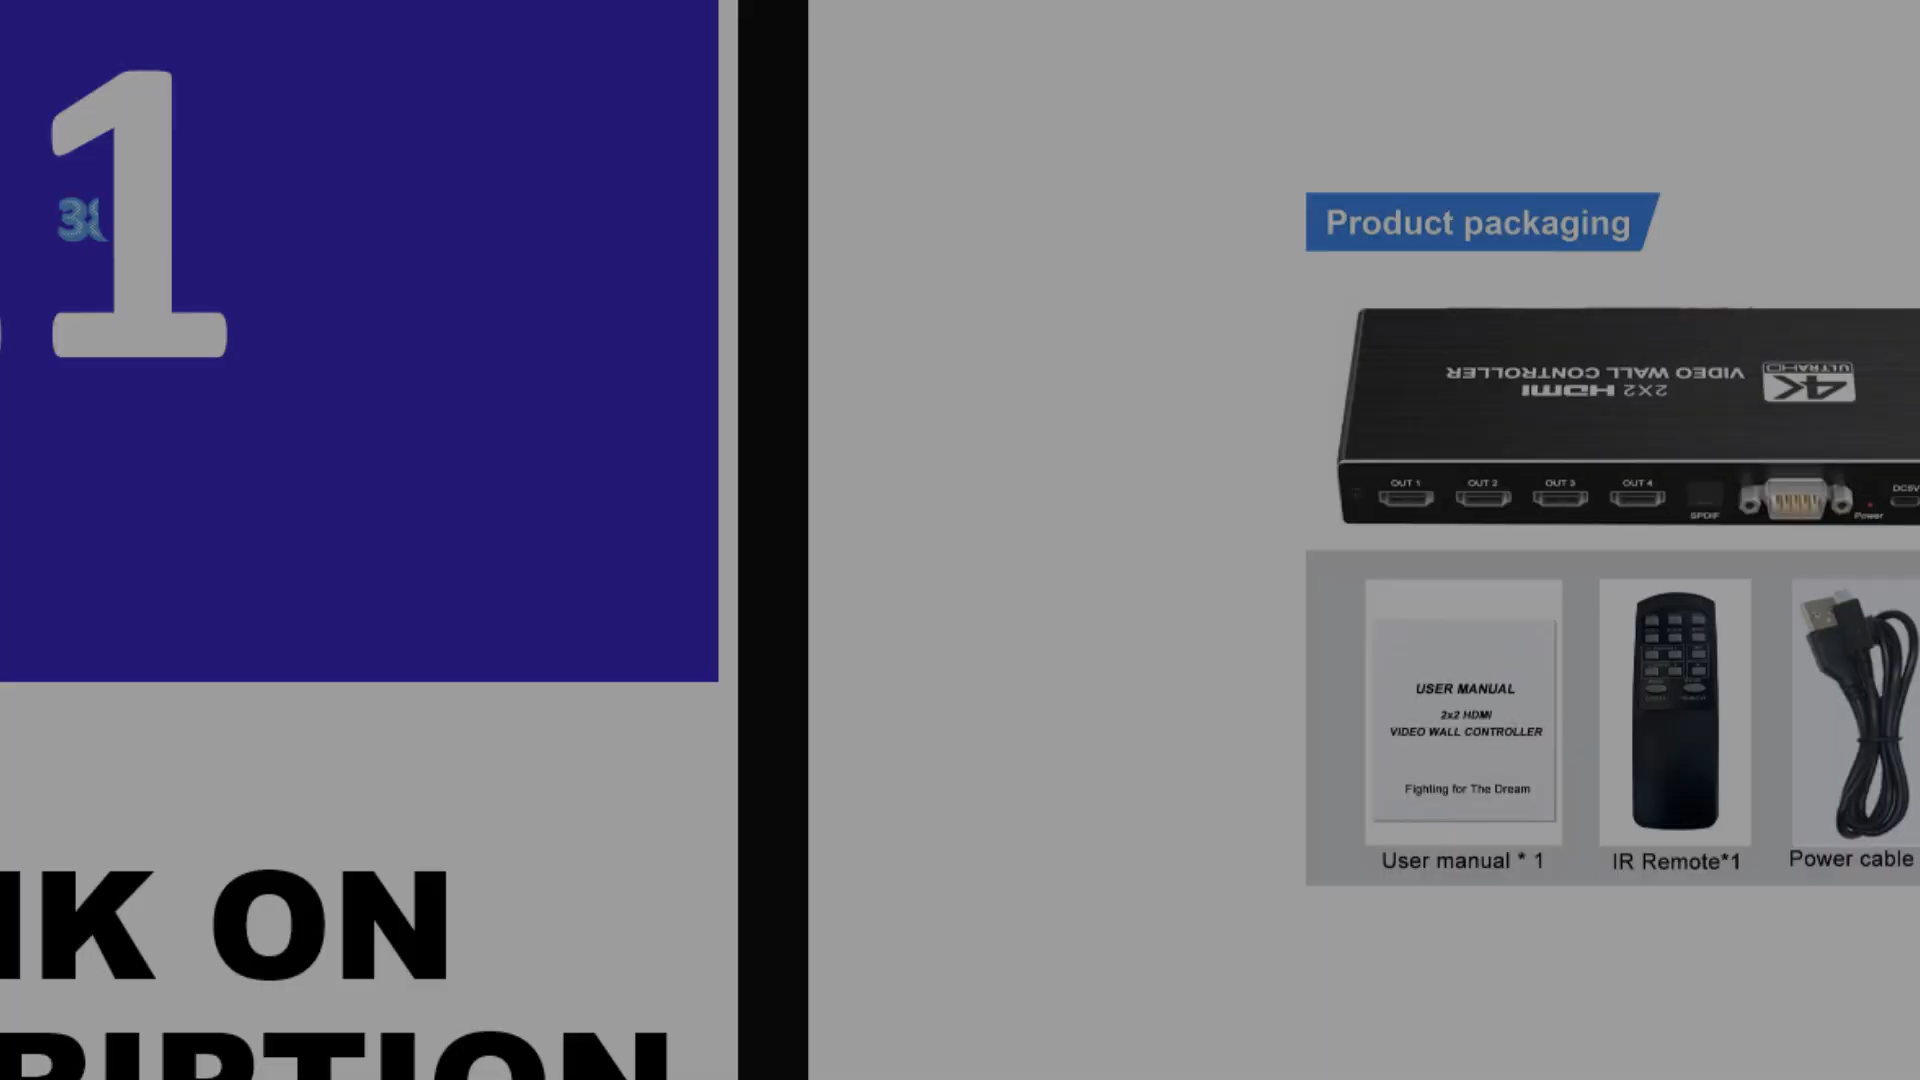 1
ON
Product packaging
VIDEO WALL CONTROLLER
2X2 HDMI
4K
ULTRAHD
OUT 1 OUT 2 OUT 3 OUT 4
SPDIF
Power
DC5V
USER MANUAL
2x2 HDMI
VIDEO WALL CONTROLLER
Fighting for The Dream
User manual * 1
IR Remote*1
Power cable